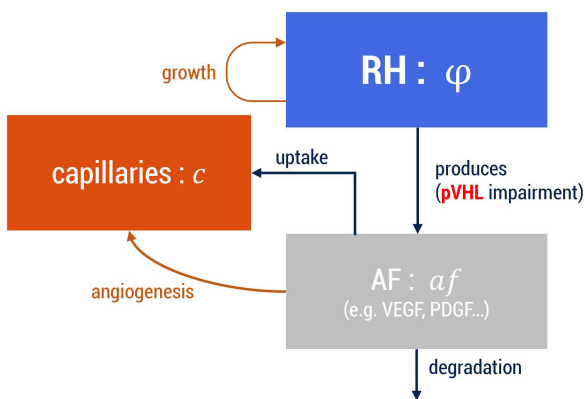 growth
RH : φ
capillaries : c
uptake
produces
(pVHL impairment)
angiogenesis
AF : af
(e.g. VEGF, PDGF...)
degradation